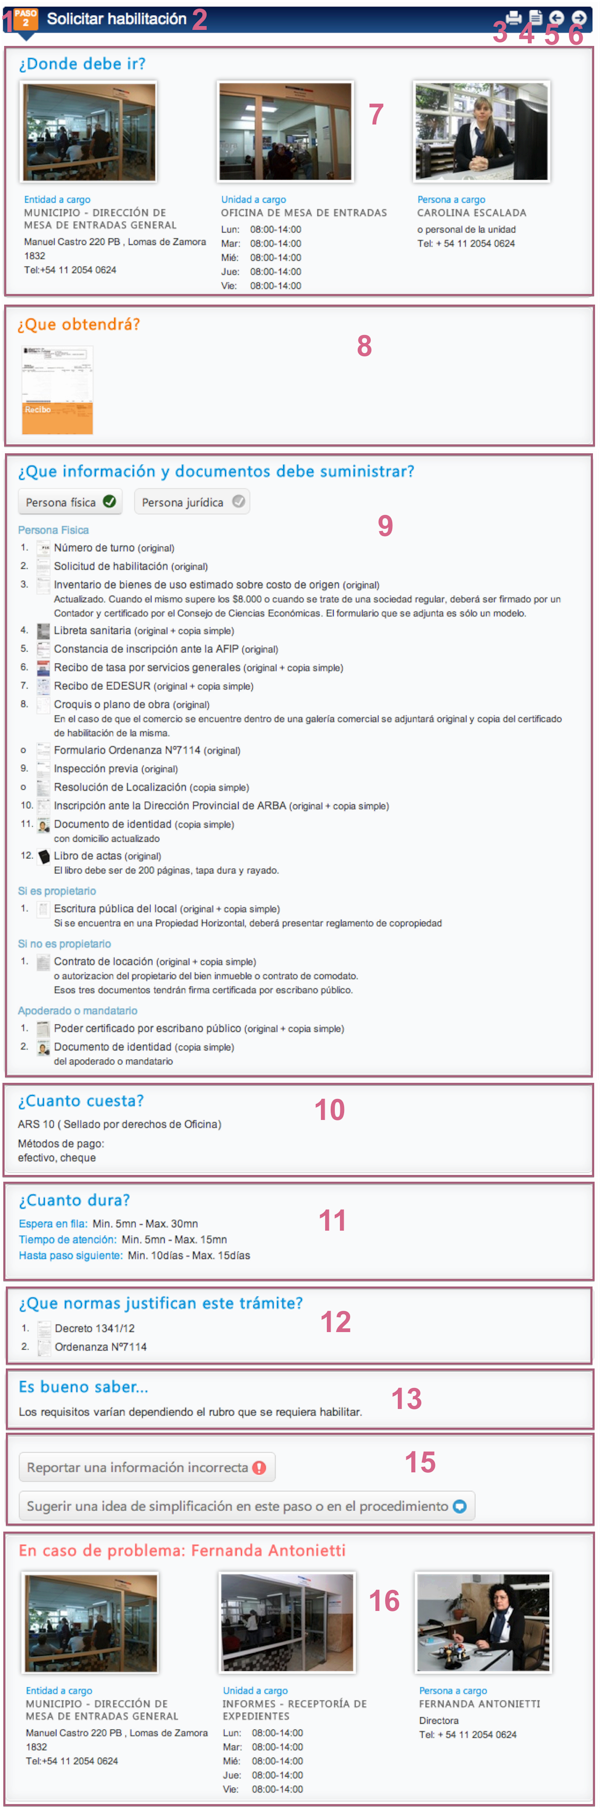 1 PASO 2 Solicitar habilitación 2
3 4 5 6
¿Donde debe ir?
7
Entidad a cargo
MUNICIPIO - DIRECCIÓN DE
MESA DE ENTRADAS GENERAL
Manuel Castro 220 PB , Lomas de Zamora
1832
Tel:+54 11 2054 0624
Unidad a cargo
OFICINA DE MESA DE ENTRADAS
Lun: 08:00-14:00
Mar: 08:00-14:00
Mié: 08:00-14:00
Jue: 08:00-14:00
Vie: 08:00-14:00
Persona a cargo
CAROLINA ESCALADA
o personal de la unidad
Tel: + 54 11 2054 0624
¿Que obtendrá?
8
Recibo
¿Que información y documentos debe suministrar?
Persona física Persona jurídica
9
Persona Fisica
1. Número de turno (original)
2. Solicitud de habilitación (original)
3. Inventario de bienes de uso estimado sobre costo de origen (original)
Actualizado. Cuando el mismo supere los $8.000 o cuando se trate de una sociedad regular, deberá ser firmado por un
Contador y certificado por el Consejo de Ciencias Económicas. El formulario que se adjunta es sólo un modelo.
4. Libreta sanitaria (original + copia simple)
5. Constancia de inscripción ante la AFIP (original)
6. Recibo de tasa por servicios generales (original + copia simple)
7. Recibo de EDESUR (original + copia simple)
8. Croquis o plano de obra (original)
En el caso de que el comercio se encuentre dentro de una galería comercial se adjuntará original y copia del certificado
de habilitación de la misma.
o Formulario Ordenanza Nº7114 (original)
9. Inspección previa (original)
o Resolución de Localización (copia simple)
10. Inscripción ante la Dirección Provincial de ARBA (original + copia simple)
11. Documento de identidad (copia simple)
con domicilio actualizado
12. Libro de actas (original)
El libro debe ser de 200 páginas, tapa dura y rayado.
Si es propietario
1. Escritura pública del local (original + copia simple)
Si se encuentra en una Propiedad Horizontal, deberá presentar reglamento de copropiedad
Si no es propietario
1. Contrato de locación (original + copia simple)
o autorizacion del propietario del bien inmueble o contrato de comodato.
Esos tres documentos tendrán firma certificada por escribano público.
Apoderado o mandatario
1. Poder certificado por escribano público (original + copia simple)
2. Documento de identidad (copia simple)
del apoderado o mandatario
¿Cuanto cuesta?
10
ARS 10 ( Sellado por derechos de Oficina)
Métodos de pago:
efectivo, cheque
¿Cuanto dura?
11
Espera en fila: Min. 5mn - Max. 30mn
Tiempo de atención: Min. 5mn - Max. 15mn
Hasta paso siguiente: Min. 10días - Max. 15días
¿Que normas justifican este trámite?
12
1. Decreto 1341/12
2. Ordenanza Nº7114
Es bueno saber...
13
Los requisitos varían dependiendo el rubro que se requiera habilitar.
15
Reportar una información incorrecta
Sugerir una idea de simplificación en este paso o en el procedimiento
En caso de problema: Fernanda Antonietti
16
Entidad a cargo
MUNICIPIO - DIRECCIÓN DE
MESA DE ENTRADAS GENERAL
Manuel Castro 220 PB , Lomas de Zamora
1832
Tel:+54 11 2054 0624
Unidad a cargo
INFORMES - RECEPTORÍA DE
EXPEDIENTES
Lun: 08:00-14:00
Mar: 08:00-14:00
Mié: 08:00-14:00
Jue: 08:00-14:00
Vie: 08:00-14:00
Persona a cargo
FERNANDA ANTONIETTI
Directora
Tel: + 54 11 2054 0624